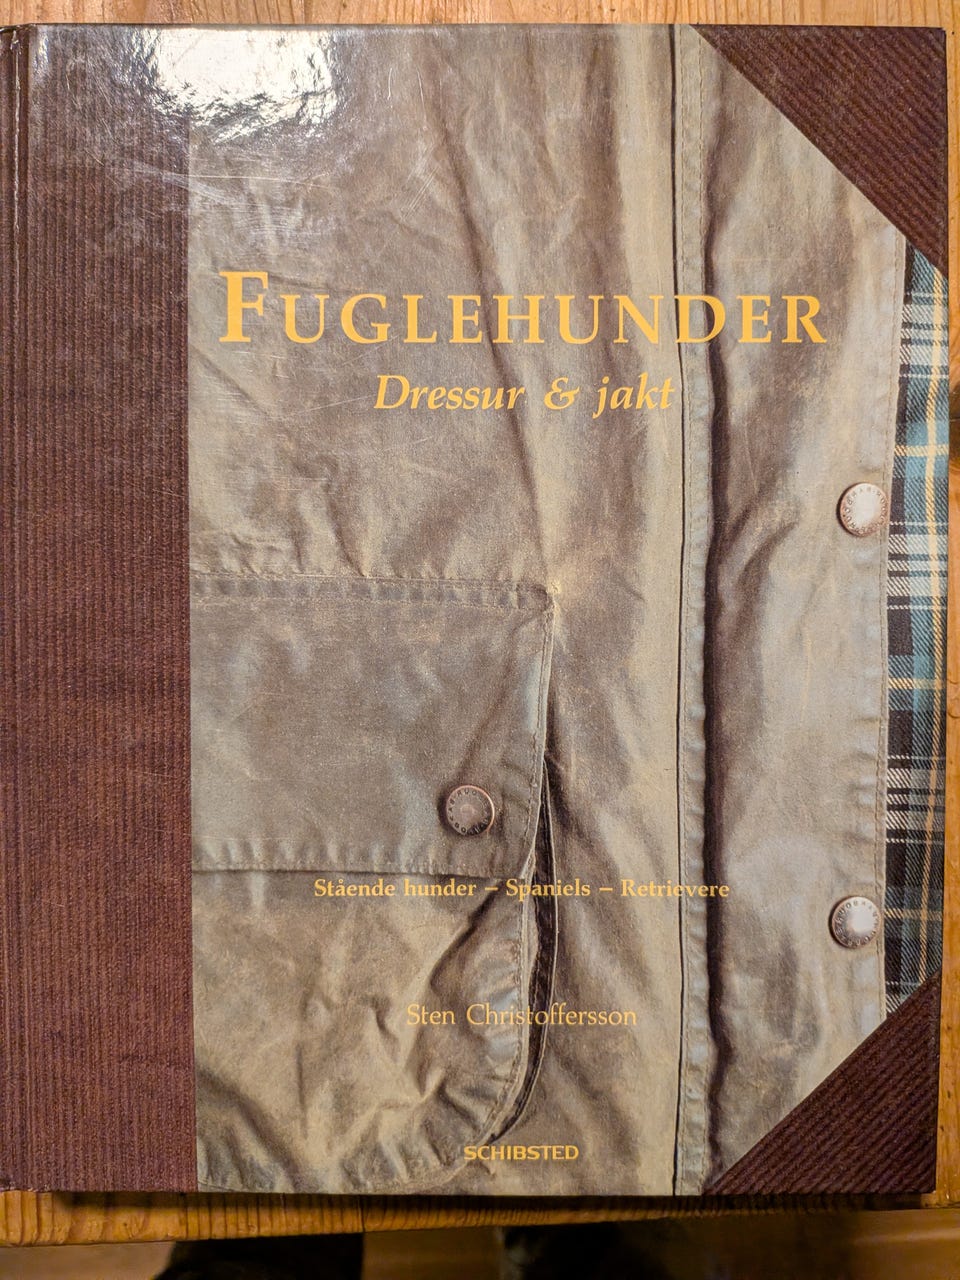 FUGLEHUNDER
Dressur & jakt
Stående hunder – Spaniels – Retrievere
Sten Christoffersson
SCHIBSTED